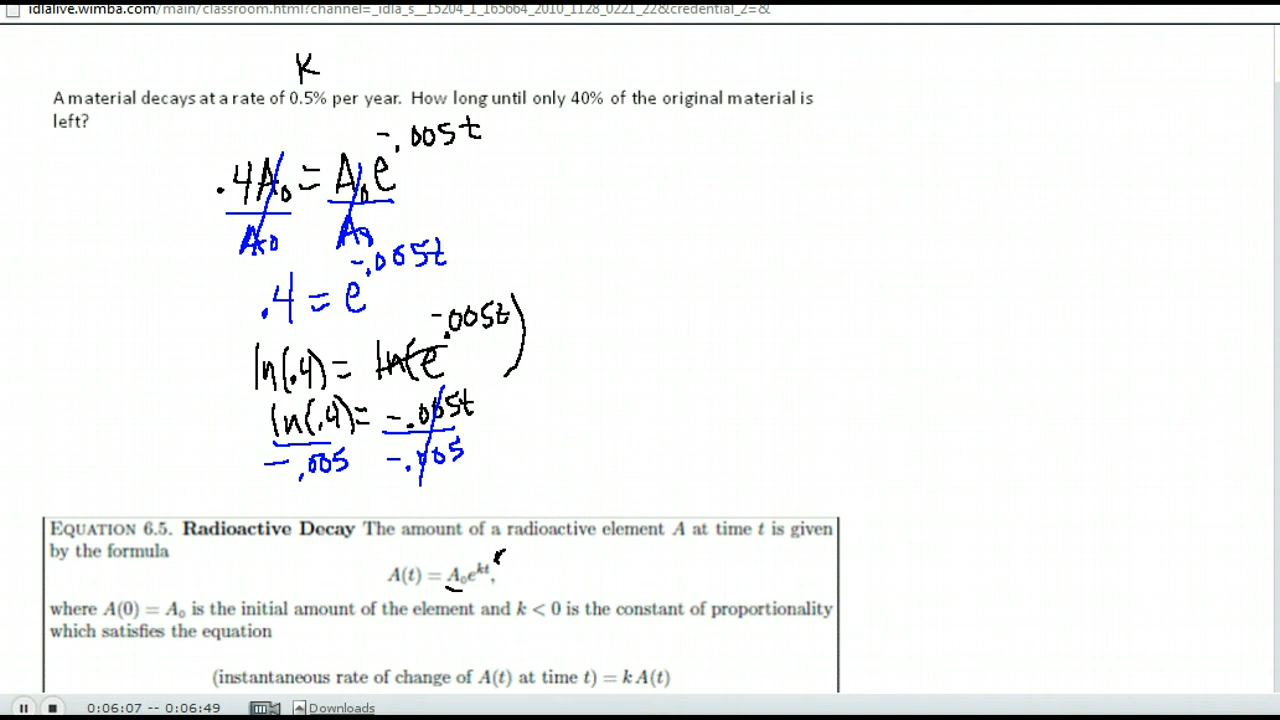 idlalive.wimba.com/main/classroom.html?channel=_idla_s__15204_1_165664_2010_1128_0221_22&credential_2=&
K
A material decays at a rate of 0.5% per year. How long until only 40% of the original material is
left?
.4A₀ = A₀e^-.005t
A₀ A₀
.4 = e^-.005t
ln(.4) = ln(e^-.005t)
ln(.4) = -.005t
-.005 -.005
EQUATION 6.5. Radioactive Decay The amount of a radioactive element A at time t is given
by the formula
A(t) = A₀e^kt,
where A(0) = A₀ is the initial amount of the element and k < 0 is the constant of proportionality
which satisfies the equation
(instantaneous rate of change of A(t) at time t) = k A(t)
0:06:07 -- 0:06:49 Downloads